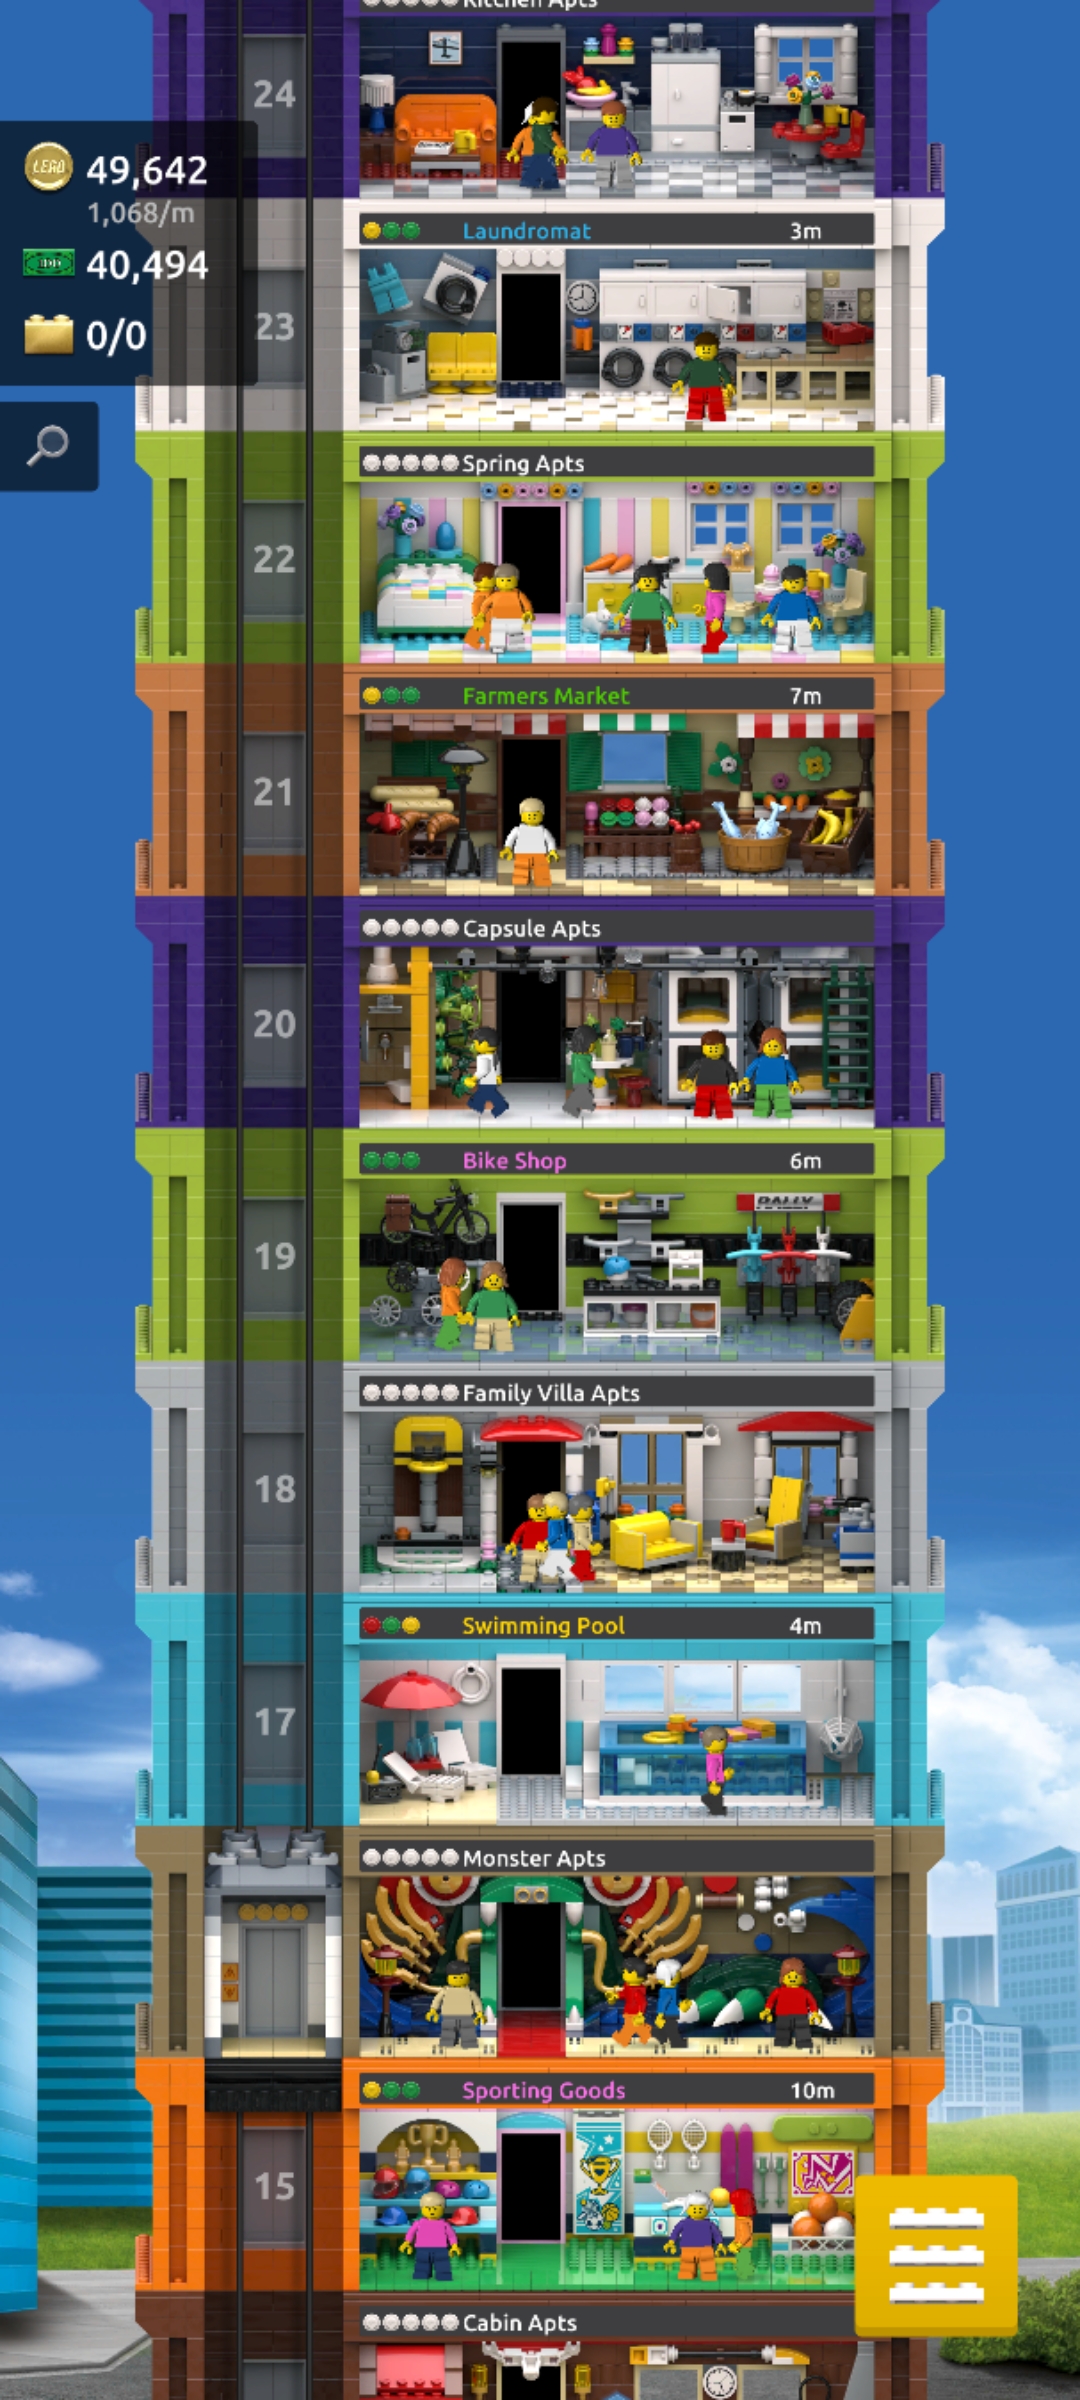 Kitchen Apts
24
LEGO
49,642
1,068/m
40,494
0/0
Laundromat 3m
23
Spring Apts
22
Farmers Market 7m
21
Capsule Apts
20
Bike Shop 6m
RALLY
19
Family Villa Apts
18
Swimming Pool 4m
17
Monster Apts
Sporting Goods 10m
15
N
Cabin Apts